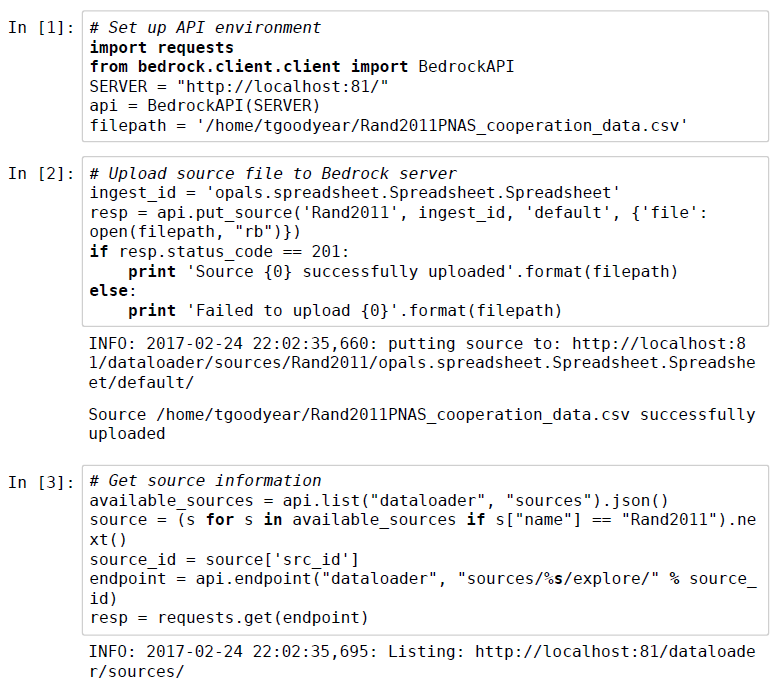 In [1]: # Set up API environment
import requests
from bedrock.client.client import BedrockAPI
SERVER = "http://localhost:81/"
api = BedrockAPI(SERVER)
filepath = '/home/tgoodyear/Rand2011PNAS_cooperation_data.csv'
In [2]: # Upload source file to Bedrock server
ingest_id = 'opals.spreadsheet.Spreadsheet.Spreadsheet'
resp = api.put_source('Rand2011', ingest_id, 'default', {'file':
open(filepath, "rb")})
if resp.status_code == 201:
    print 'Source {0} successfully uploaded'.format(filepath)
else:
    print 'Failed to upload {0}'.format(filepath)
INFO: 2017-02-24 22:02:35,660: putting source to: http://localhost:8
1/dataloader/sources/Rand2011/opals.spreadsheet.Spreadsheet.Spreadshe
et/default/
Source /home/tgoodyear/Rand2011PNAS_cooperation_data.csv successfully
uploaded
In [3]: # Get source information
available_sources = api.list("dataloader", "sources").json()
source = (s for s in available_sources if s["name"] == "Rand2011").ne
xt()
source_id = source['src_id']
endpoint = api.endpoint("dataloader", "sources/%s/explore/" % source_
id)
resp = requests.get(endpoint)
INFO: 2017-02-24 22:02:35,695: Listing: http://localhost:81/dataloade
r/sources/